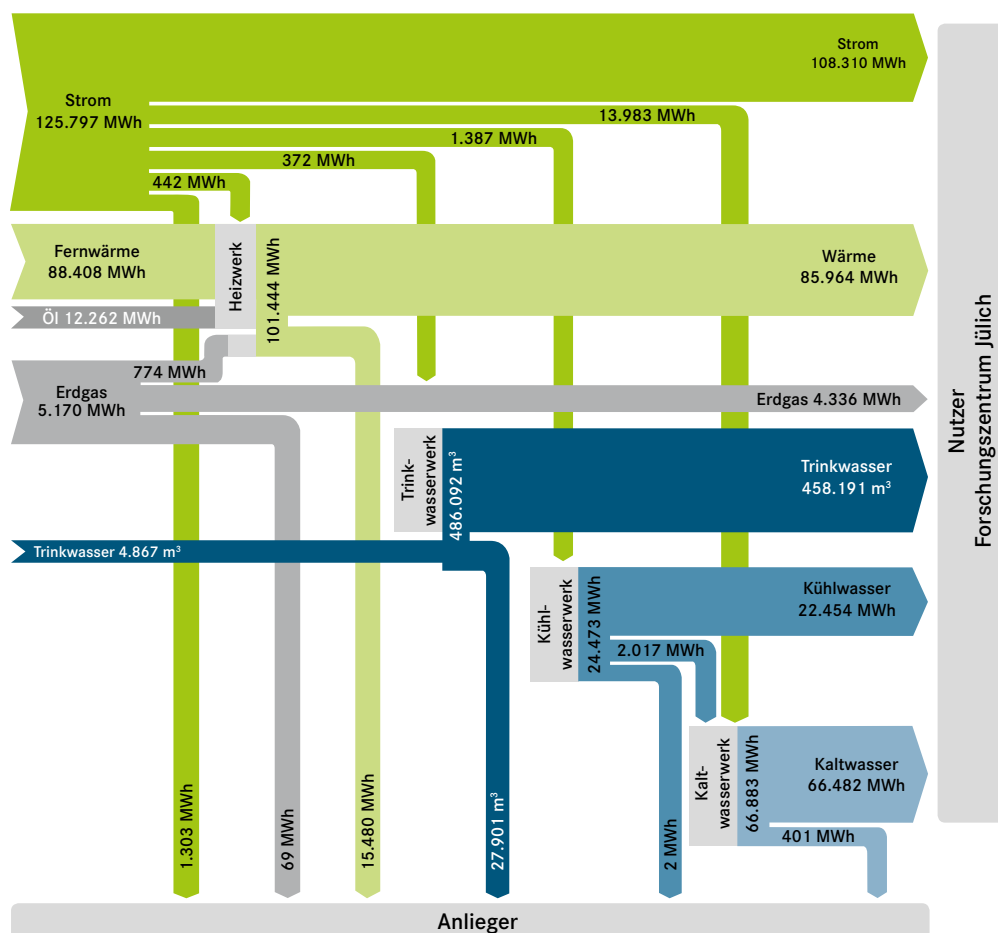 Strom
108.310 MWh
Strom
125.797 MWh
13.983 MWh
1.387 MWh
372 MWh
442 MWh
Fernwärme
88.408 MWh
Heizwerk
101.444 MWh
Wärme
85.964 MWh
Öl 12.262 MWh
774 MWh
Erdgas
5.170 MWh
Erdgas 4.336 MWh
Trink-
wasserwerk
486.092 m³
Trinkwasser
458.191 m³
Trinkwasser 4.867 m³
Kühl-
wasserwerk
24.473 MWh
Kühlwasser
22.454 MWh
2.017 MWh
Kalt-
wasserwerk
66.883 MWh
Kaltwasser
66.482 MWh
401 MWh
1.303 MWh
69 MWh
15.480 MWh
27.901 m³
2 MWh
Nutzer
Forschungszentrum Jülich
Anlieger